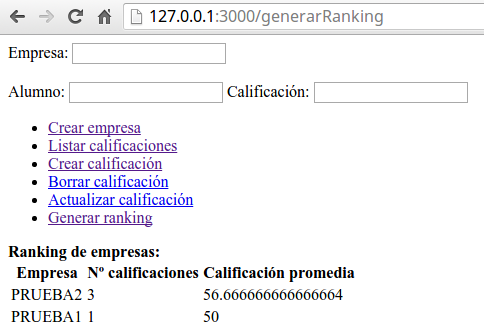 127.0.0.1:3000/generarRanking
Empresa:
Alumno: Calificación:
Crear empresa
Listar calificaciones
Crear calificación
Borrar calificación
Actualizar calificación
Generar ranking
Ranking de empresas:
Empresa Nº calificaciones Calificación promedia
PRUEBA2 3 56.666666666666664
PRUEBA1 1 50